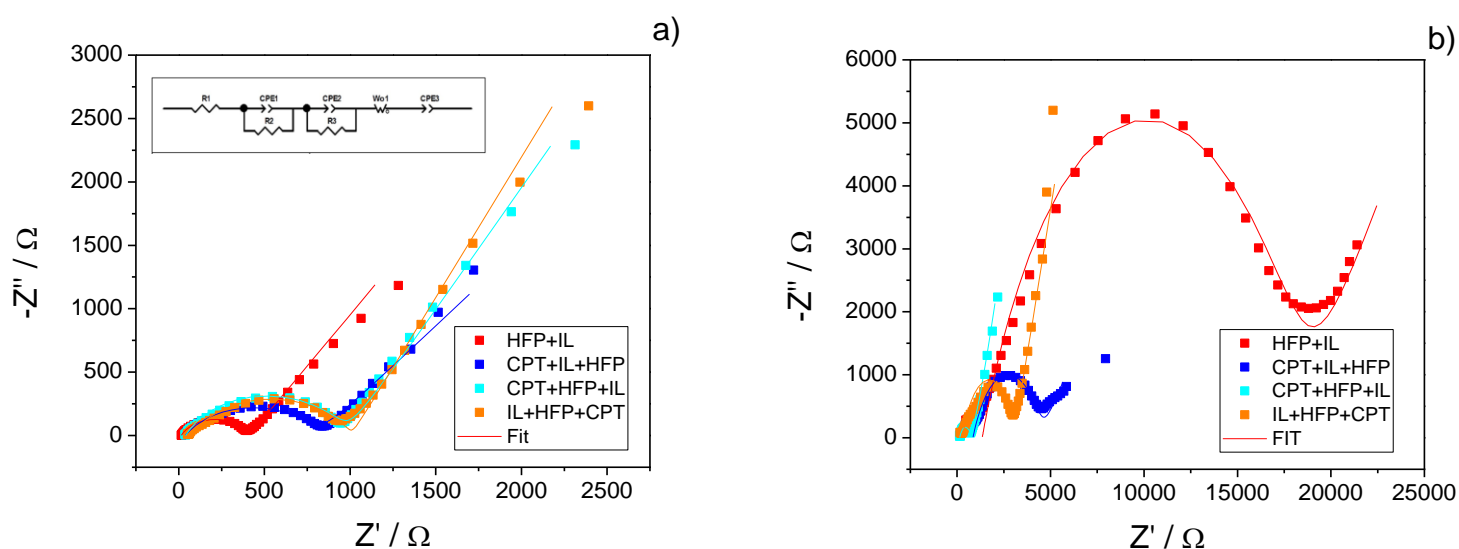 a)
3000
2500
2000
1500
1000
500
0
-Z'' / Ω
R1 CPE1 CPE2 Wo1 CPE3
R2 R3
HFP+IL
CPT+IL+HFP
CPT+HFP+IL
IL+HFP+CPT
Fit
0 500 1000 1500 2000 2500
Z' / Ω
b)
6000
5000
4000
3000
2000
1000
0
-Z'' / Ω
HFP+IL
CPT+IL+HFP
CPT+HFP+IL
IL+HFP+CPT
FIT
0 5000 10000 15000 20000 25000
Z' / Ω